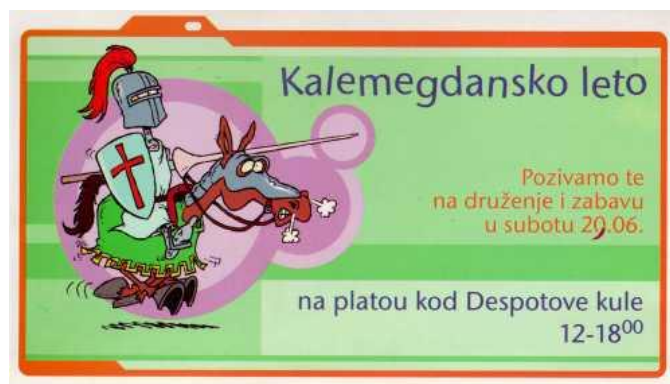 Kalemegdansko leto
Pozivamo te
na druženje i zabavu
u subotu 20.06.
na platou kod Despotove kule
12-18⁰⁰